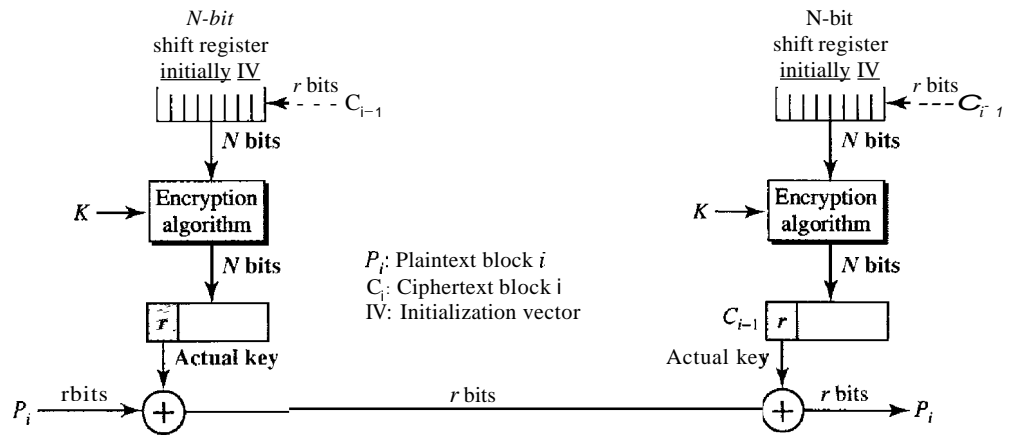 N-bit
shift register
initially IV
r bits
C_{i-1}
N bits
K
Encryption
algorithm
N bits
r
Actual key
P_i
rbits
+
N-bit
shift register
initially IV
r bits
C_{i-1}
N bits
K
Encryption
algorithm
N bits
C_{i-1}
r
Actual key
r bits
+
r bits
P_i
P_i: Plaintext block i
C_i: Ciphertext block i
IV: Initialization vector